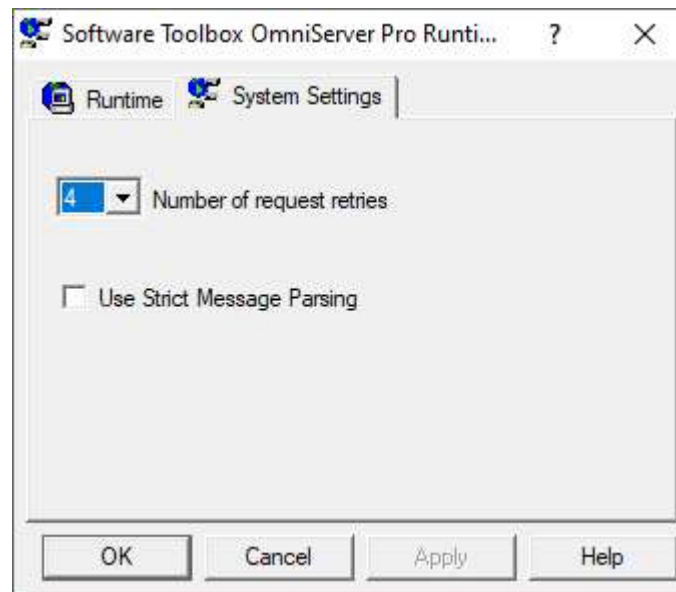 Software Toolbox OmniServer Pro Runti... ?
Runtime System Settings
4 Number of request retries
Use Strict Message Parsing
OK Cancel Apply Help